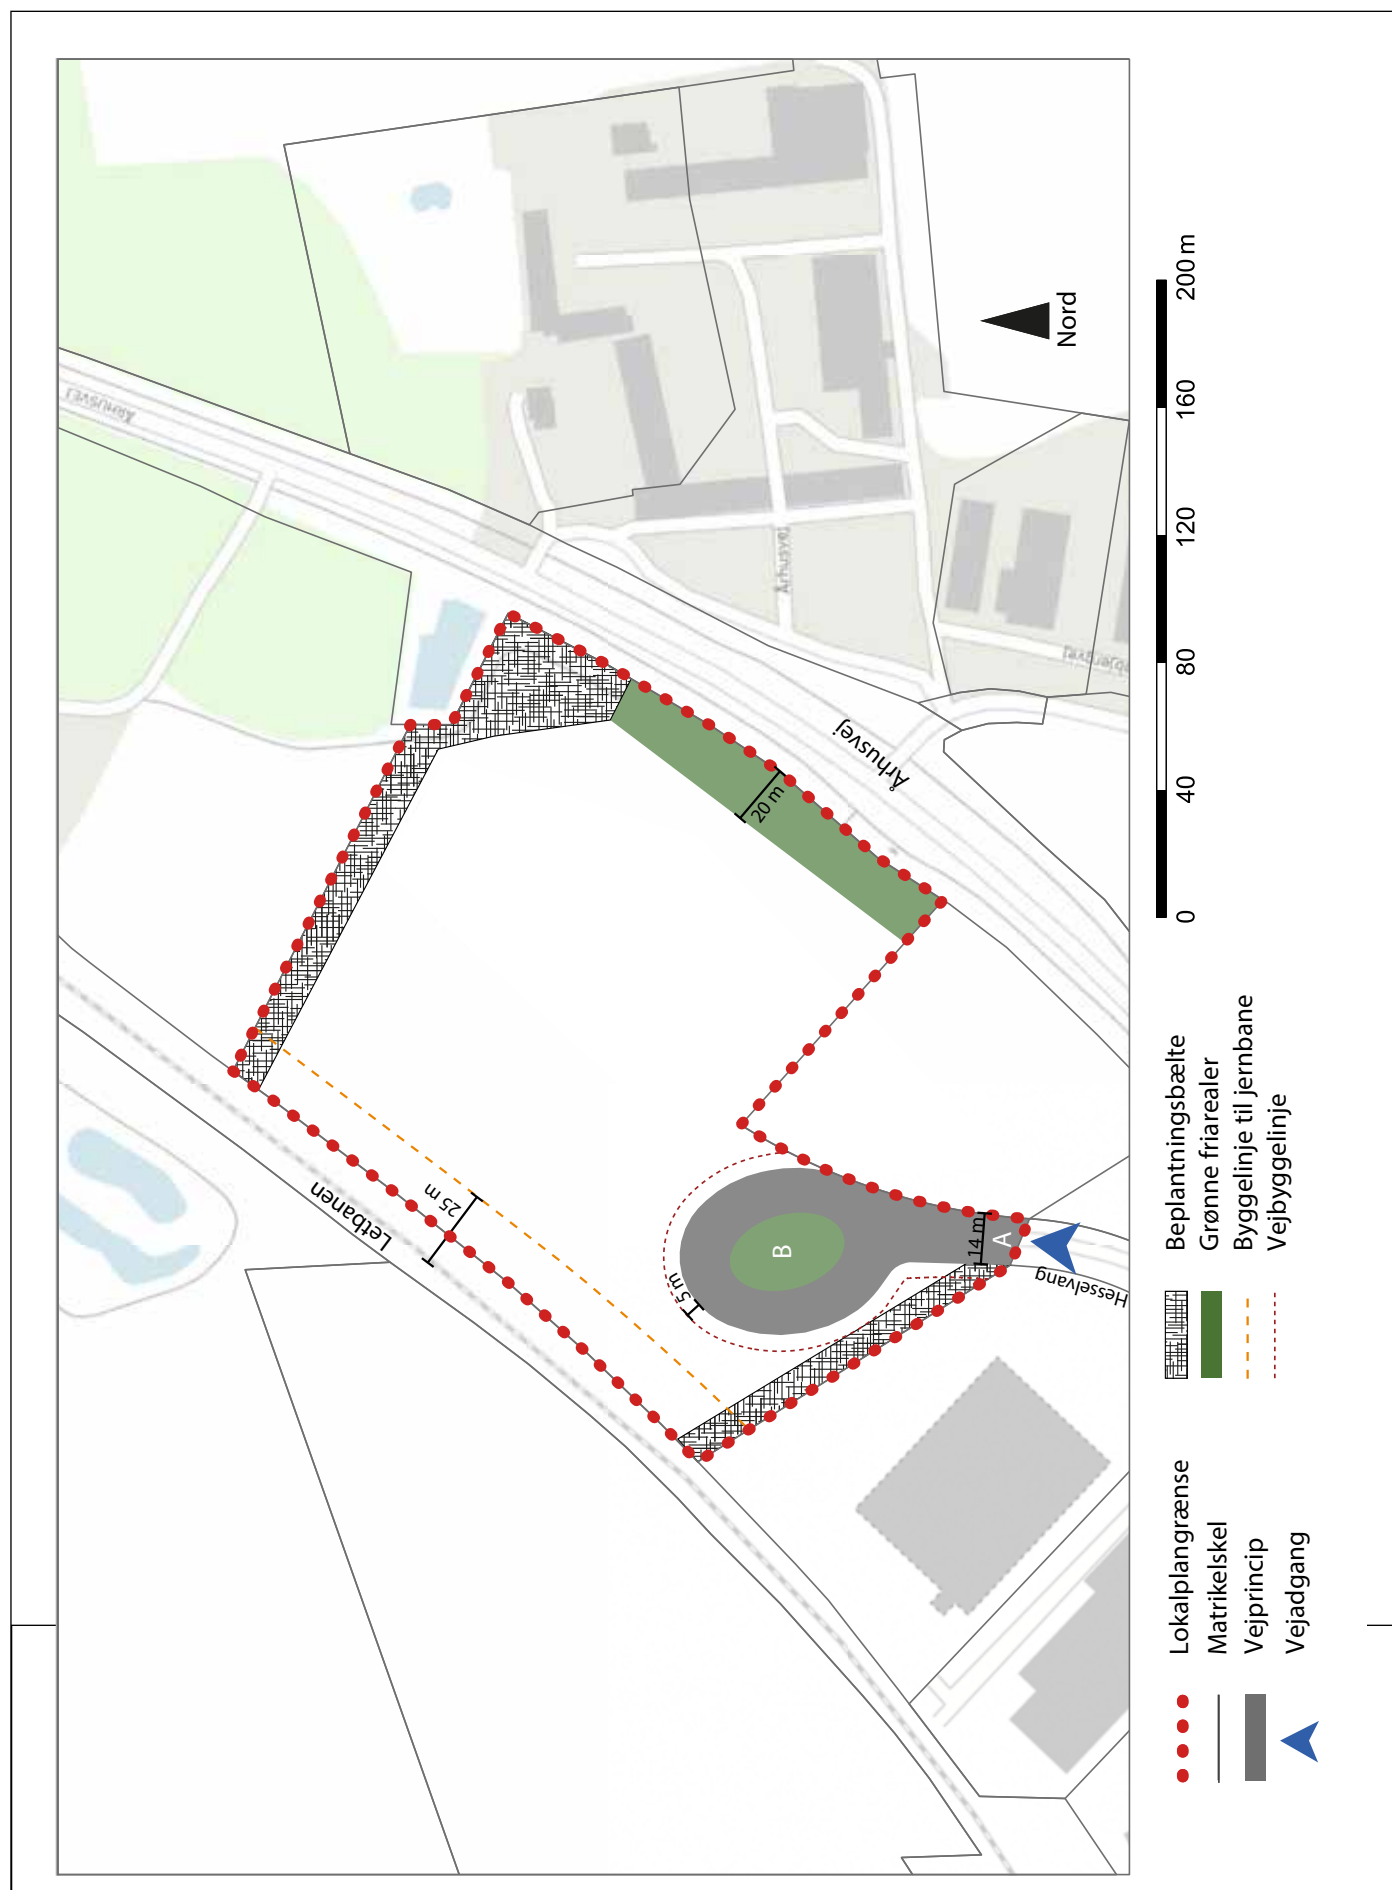 Århusvej
Århusvej
Århusvej
20 m
Letbanen
25 m
5 m
B
14 m
A
Hesselvang
Nord
0
40
80
120
160
200 m
Lokalplangrænse
Matrikelskel
Vejprincip
Vejadgang
Beplantningsbælte
Grønne friarealer
Byggelinje til jernbane
Vejbyggelinje